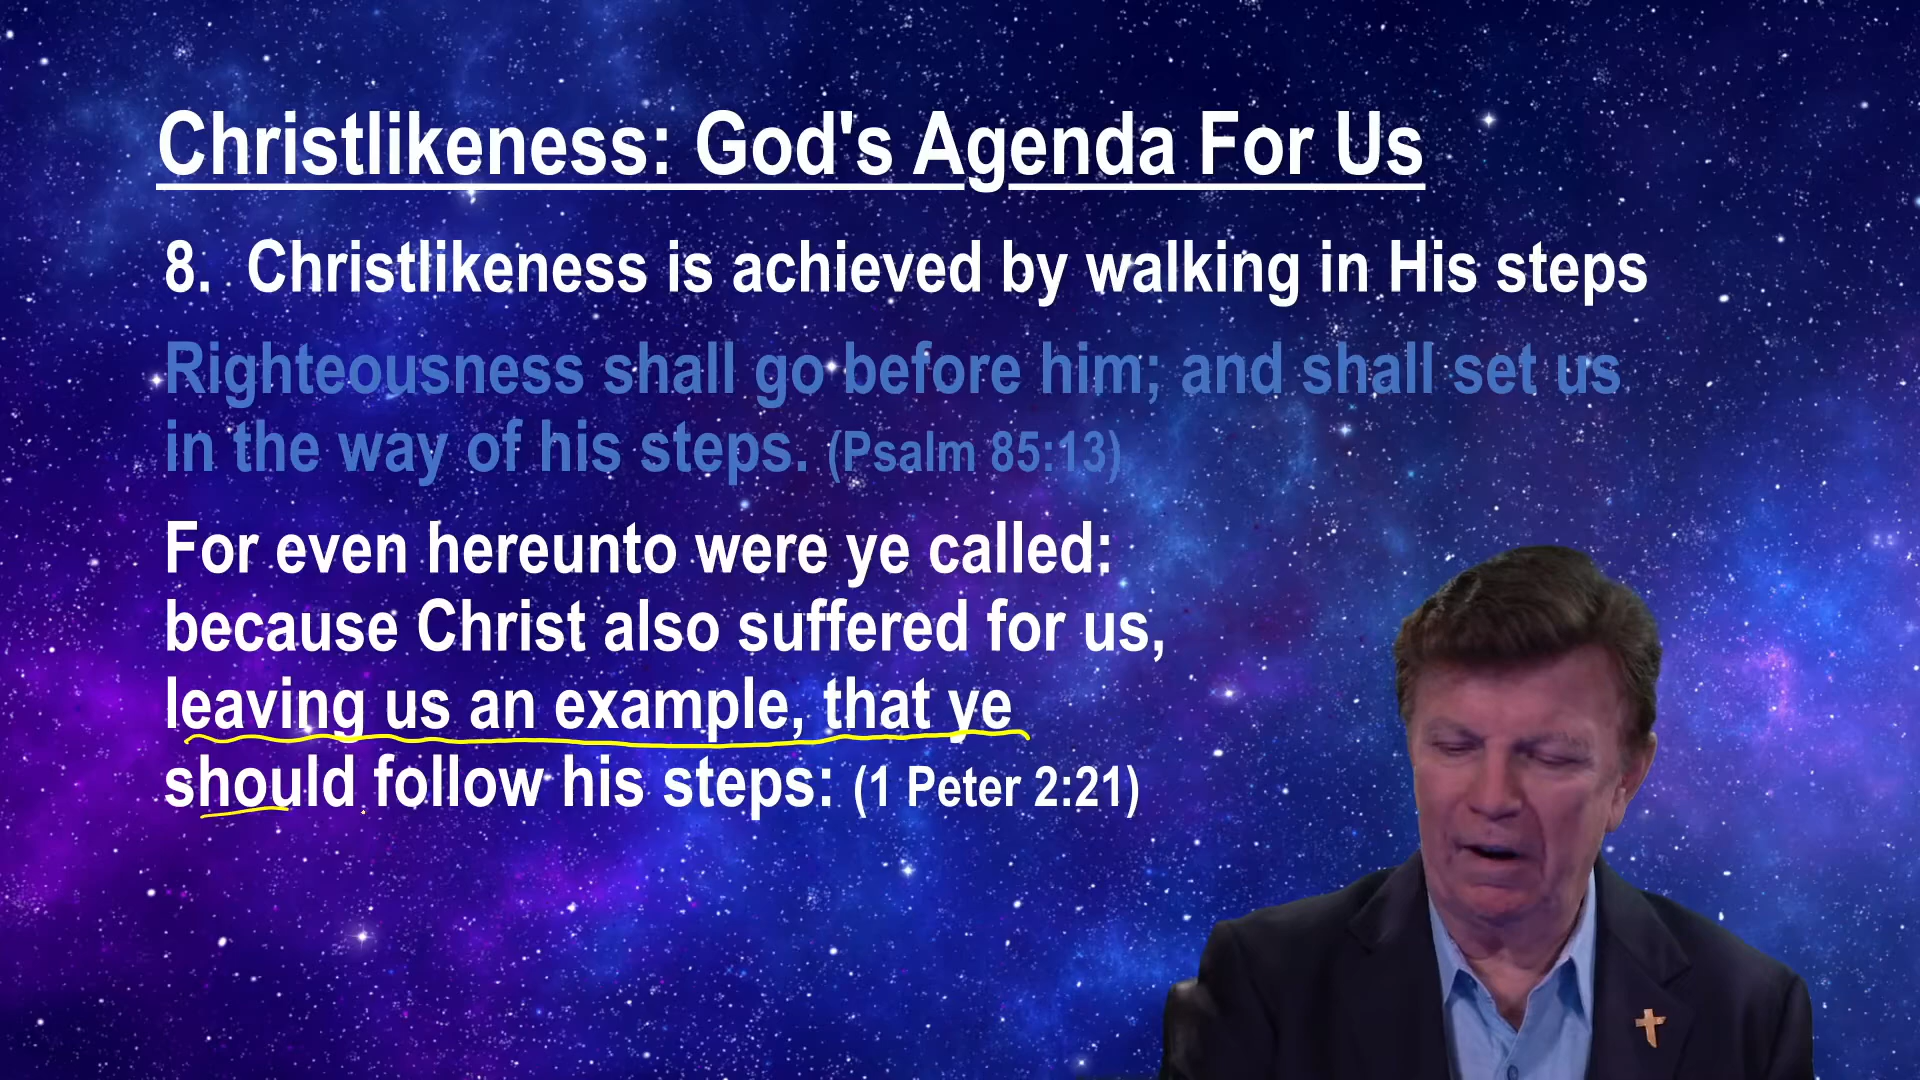 Christlikeness: God's Agenda For Us
8. Christlikeness is achieved by walking in His steps
Righteousness shall go before him; and shall set us
in the way of his steps. (Psalm 85:13)
For even hereunto were ye called:
because Christ also suffered for us,
leaving us an example, that ye
should follow his steps: (1 Peter 2:21)